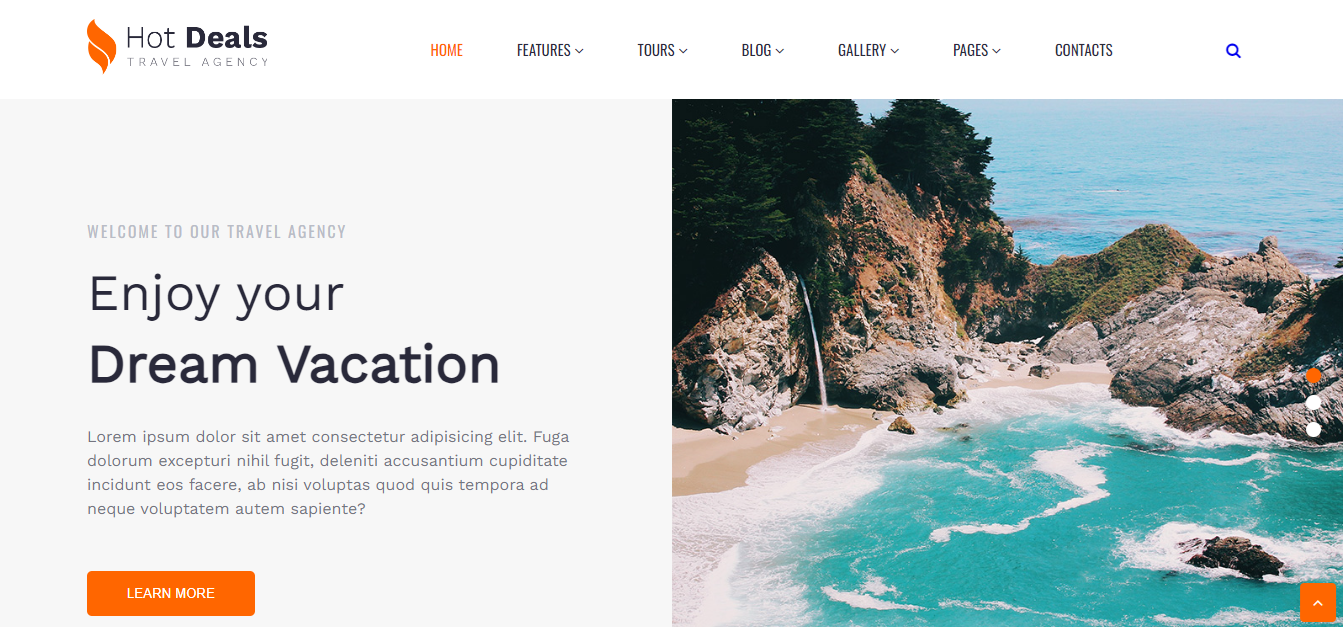 Hot Deals
TRAVEL AGENCY
HOME FEATURES TOURS BLOG GALLERY PAGES CONTACTS
WELCOME TO OUR TRAVEL AGENCY
Enjoy your
Dream Vacation
Lorem ipsum dolor sit amet consectetur adipisicing elit. Fuga
dolorum excepturi nihil fugit, deleniti accusantium cupiditate
incidunt eos facere, ab nisi voluptas quod quis tempora ad
neque voluptatem autem sapiente?
LEARN MORE